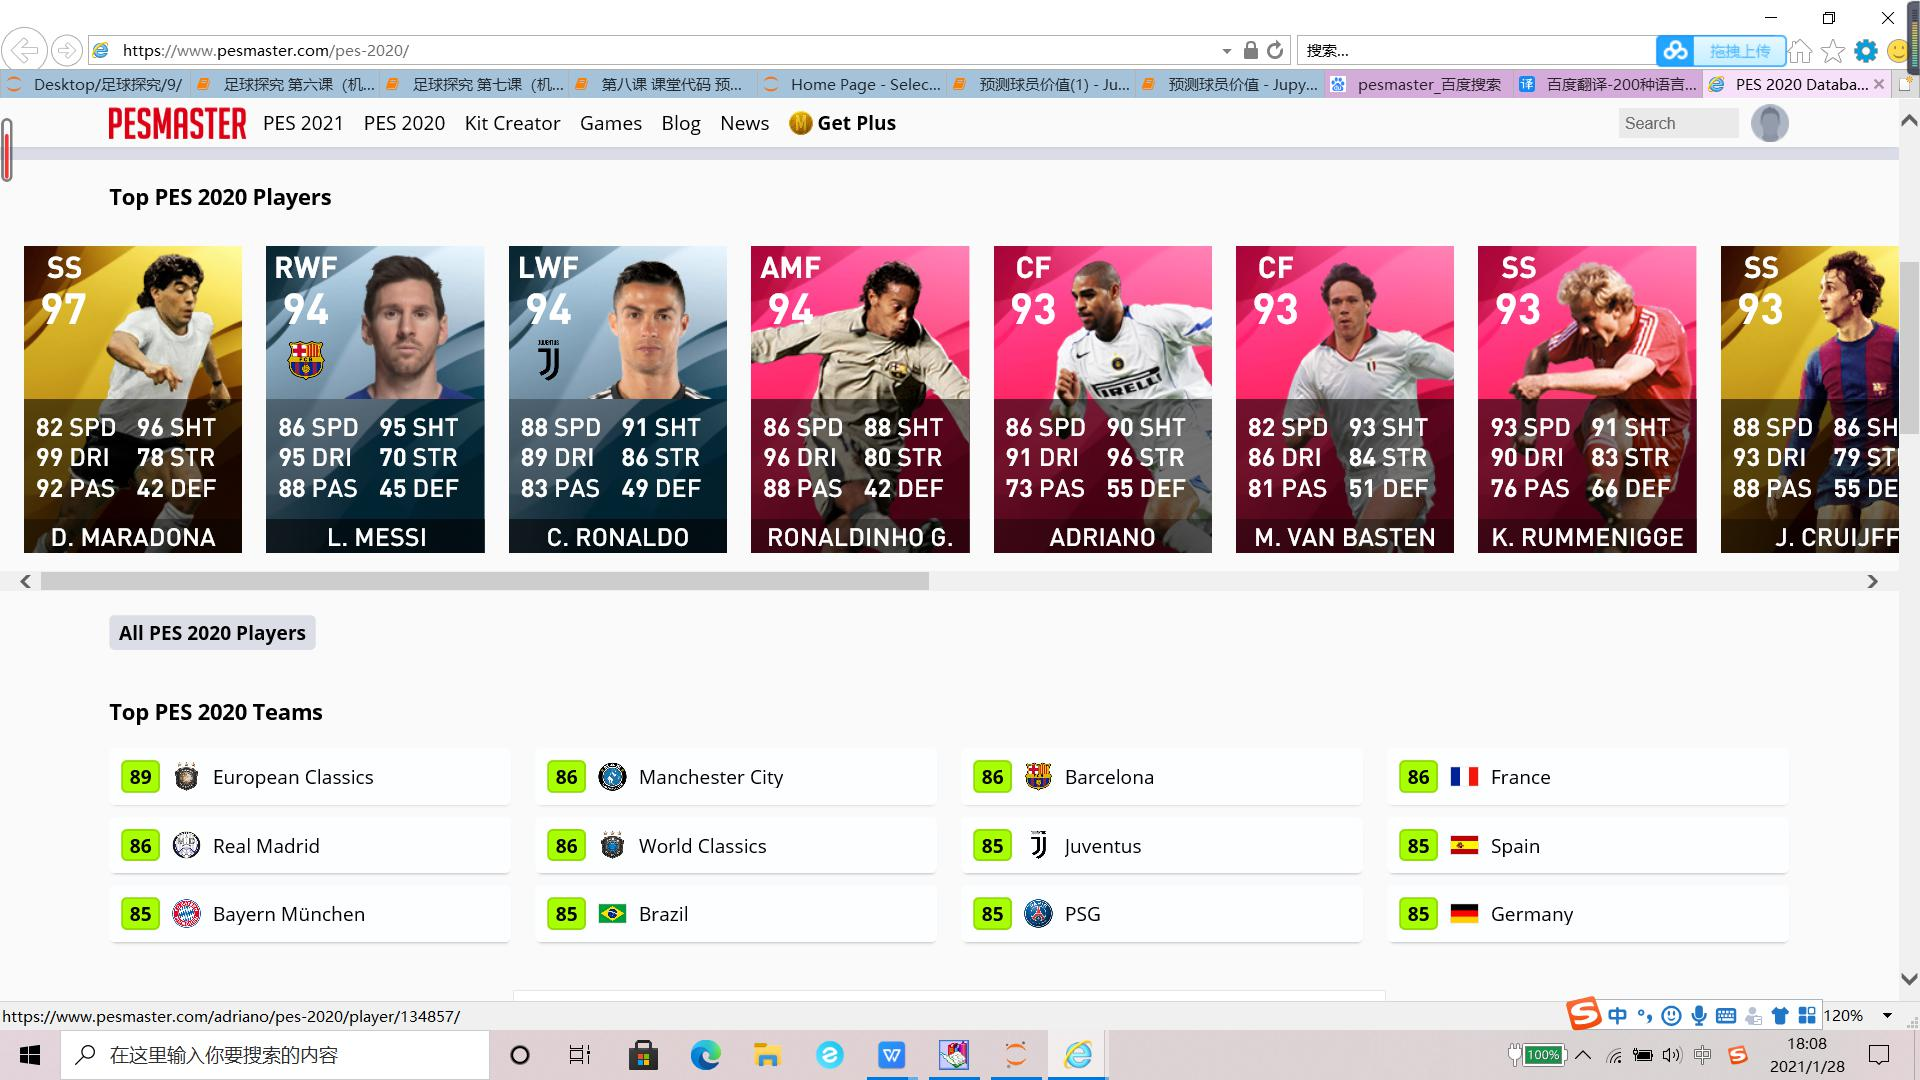 https://www.pesmaster.com/pes-2020/
搜索...
拖拽上传
Desktop/足球探究/9/
足球探究 第六课（机...
足球探究 第七课（机...
第八课 课堂代码 预...
Home Page - Selec...
预测球员价值(1) - Ju...
预测球员价值 - Jupy...
pesmaster_百度搜索
译 百度翻译-200种语言...
PES 2020 Databa...
PESMASTER PES 2021 PES 2020 Kit Creator Games Blog News Get Plus
Search
Top PES 2020 Players
SS
97
82 SPD 96 SHT
99 DRI 78 STR
92 PAS 42 DEF
D. MARADONA
RWF
94
86 SPD 95 SHT
95 DRI 70 STR
88 PAS 45 DEF
L. MESSI
LWF
94
JUVENTUS
88 SPD 91 SHT
89 DRI 86 STR
83 PAS 49 DEF
C. RONALDO
AMF
94
86 SPD 88 SHT
96 DRI 80 STR
88 PAS 42 DEF
RONALDINHO G.
CF
93
PIRELLI
86 SPD 90 SHT
91 DRI 96 STR
73 PAS 55 DEF
ADRIANO
CF
93
82 SPD 93 SHT
86 DRI 84 STR
81 PAS 51 DEF
M. VAN BASTEN
SS
93
93 SPD 91 SHT
90 DRI 83 STR
76 PAS 66 DEF
K. RUMMENIGGE
SS
93
88 SPD 86 SH
93 DRI 79 ST
88 PAS 55 DE
J. CRUIJFF
All PES 2020 Players
Top PES 2020 Teams
89 European Classics
86 Manchester City
86 Barcelona
86 France
86 Real Madrid
86 World Classics
85 Juventus
85 Spain
85 Bayern München
85 Brazil
85 PSG
85 Germany
https://www.pesmaster.com/adriano/pes-2020/player/134857/
中
120%
在这里输入你要搜索的内容
100%
中
18:08
2021/1/28